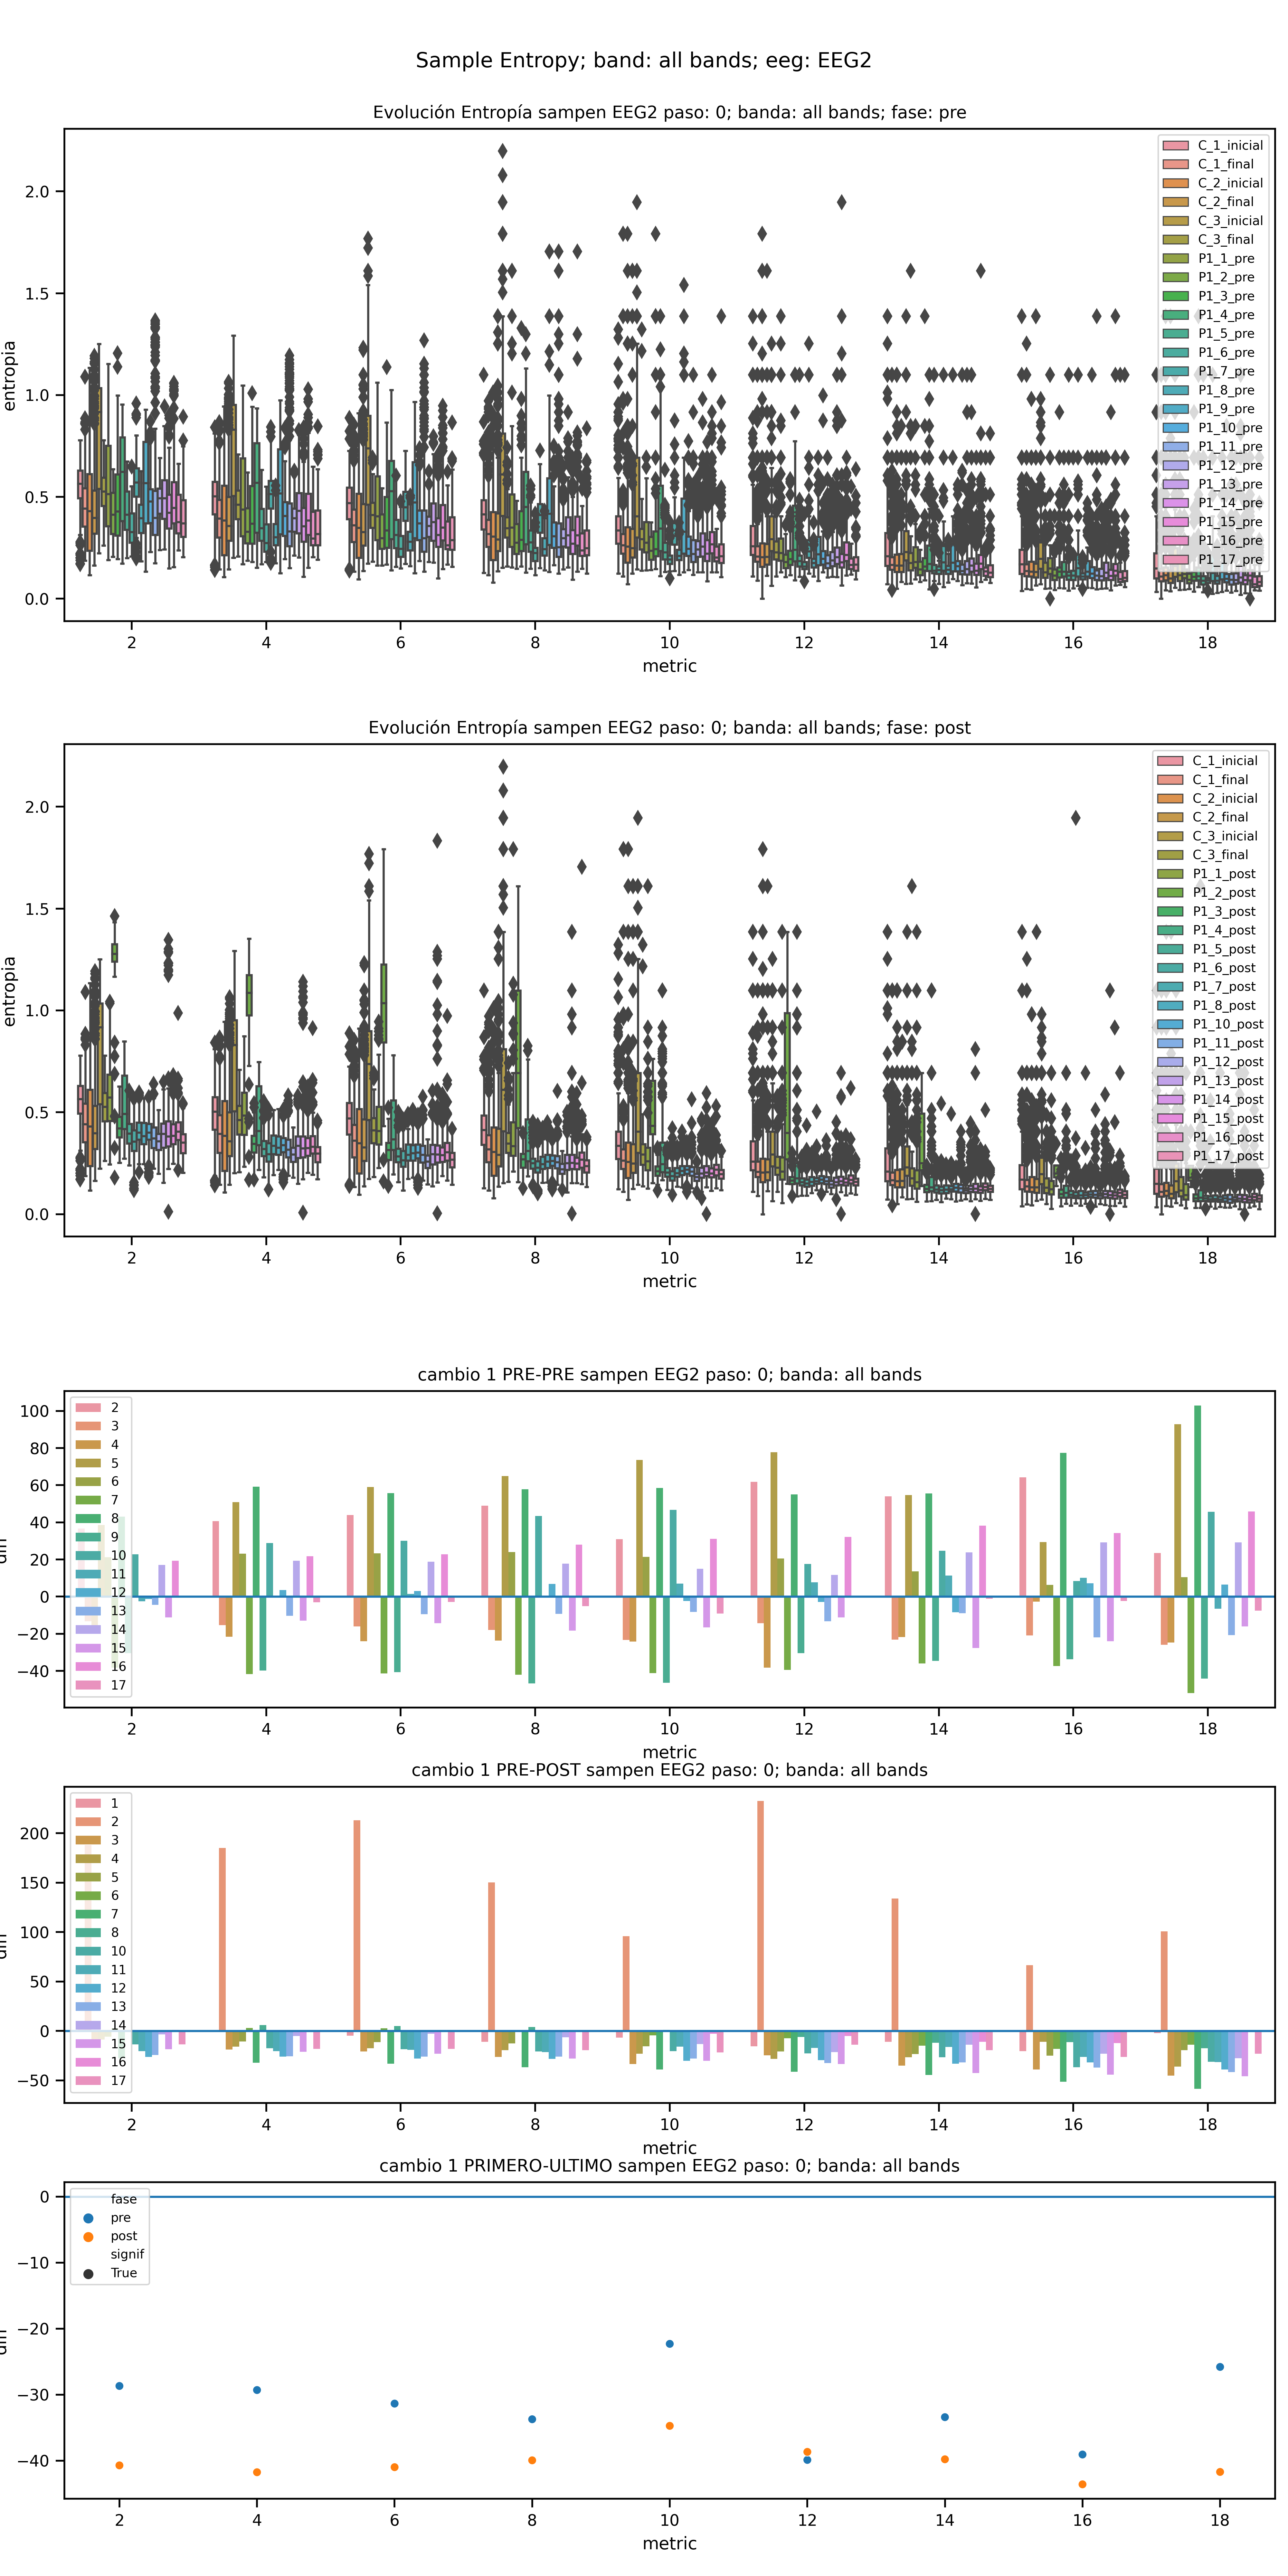 Sample Entropy; band: all bands; eeg: EEG2
Evolución Entropía sampen EEG2 paso: 0; banda: all bands; fase: pre
entropia
2.0
1.5
1.0
0.5
0.0
C_1_inicial
C_1_final
C_2_inicial
C_2_final
C_3_inicial
C_3_final
P1_1_pre
P1_2_pre
P1_3_pre
P1_4_pre
P1_5_pre
P1_6_pre
P1_7_pre
P1_8_pre
P1_9_pre
P1_10_pre
P1_11_pre
P1_12_pre
P1_13_pre
P1_14_pre
P1_15_pre
P1_16_pre
P1_17_pre
2 4 6 8 10 12 14 16 18
metric
Evolución Entropía sampen EEG2 paso: 0; banda: all bands; fase: post
entropia
2.0
1.5
1.0
0.5
0.0
C_1_inicial
C_1_final
C_2_inicial
C_2_final
C_3_inicial
C_3_final
P1_1_post
P1_2_post
P1_3_post
P1_4_post
P1_5_post
P1_6_post
P1_7_post
P1_8_post
P1_10_post
P1_11_post
P1_12_post
P1_13_post
P1_14_post
P1_15_post
P1_16_post
P1_17_post
2 4 6 8 10 12 14 16 18
metric
cambio 1 PRE-PRE sampen EEG2 paso: 0; banda: all bands
100
80
60
40
20
0
−20
−40
2
3
4
5
6
7
8
9
10
11
12
13
14
15
16
17
2 4 6 8 10 12 14 16 18
metric
cambio 1 PRE-POST sampen EEG2 paso: 0; banda: all bands
200
150
100
50
0
−50
1
2
3
4
5
6
7
8
10
11
12
13
14
15
16
17
2 4 6 8 10 12 14 16 18
metric
cambio 1 PRIMERO-ULTIMO sampen EEG2 paso: 0; banda: all bands
0
−10
−20
−30
−40
fase
pre
post
signif
True
2 4 6 8 10 12 14 16 18
metric